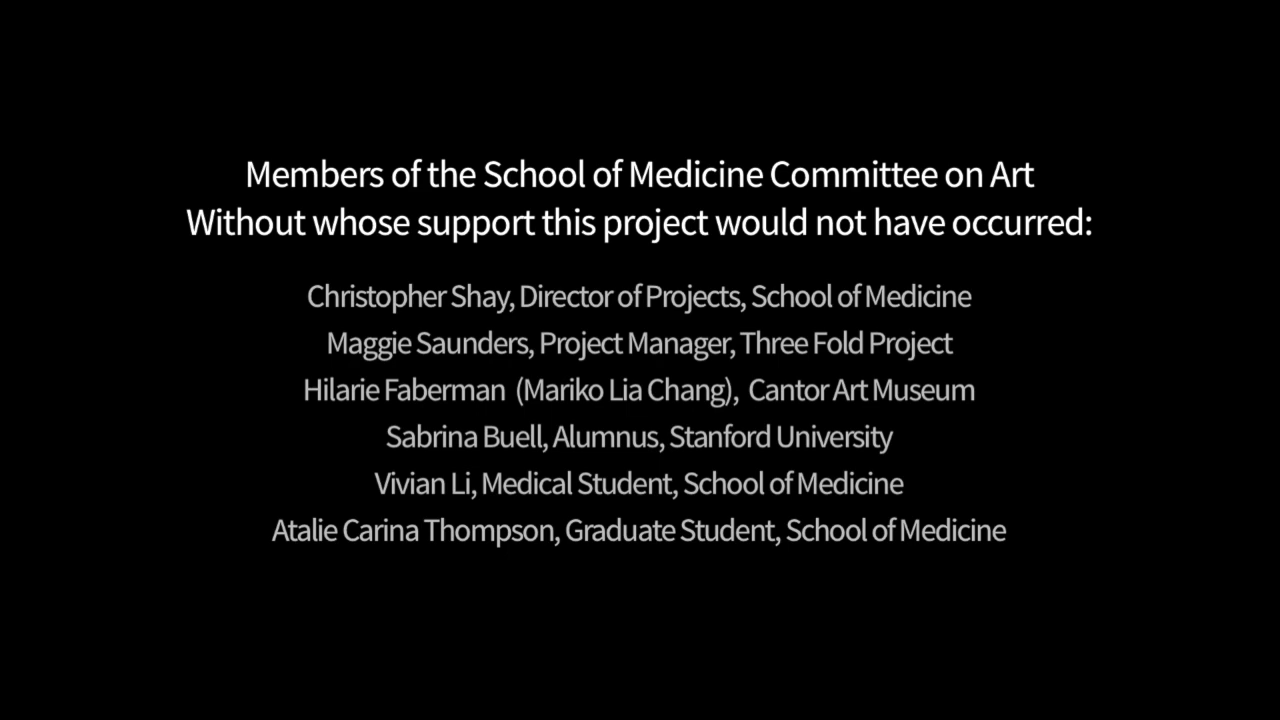 Members of the School of Medicine Committee on Art
Without whose support this project would not have occurred:
Christopher Shay, Director of Projects, School of Medicine
Maggie Saunders, Project Manager, Three Fold Project
Hilarie Faberman (Mariko Lia Chang), Cantor Art Museum
Sabrina Buell, Alumnus, Stanford University
Vivian Li, Medical Student, School of Medicine
Atalie Carina Thompson, Graduate Student, School of Medicine